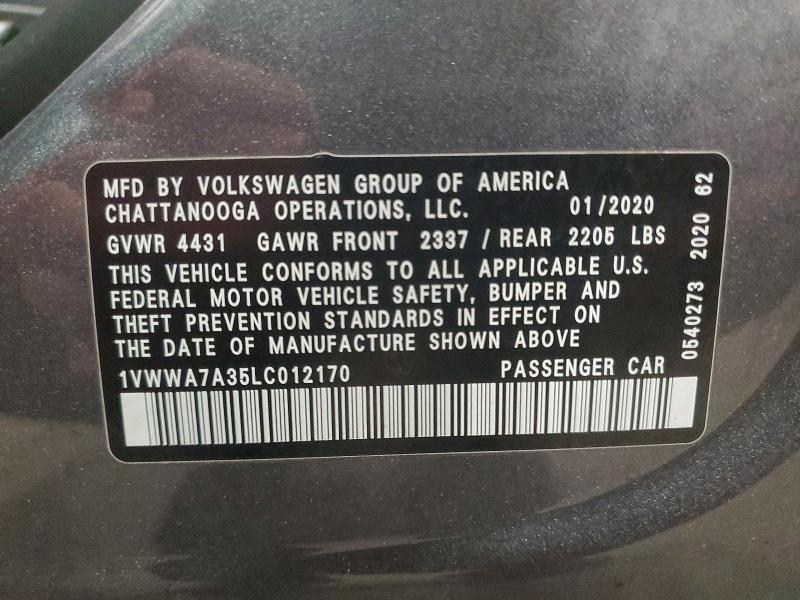 MFD BY VOLKSWAGEN GROUP OF AMERICA
CHATTANOOGA OPERATIONS, LLC. 01/2020
GVWR 4431 GAWR FRONT 2337 / REAR 2205 LBS
THIS VEHICLE CONFORMS TO ALL APPLICABLE U.S.
FEDERAL MOTOR VEHICLE SAFETY, BUMPER AND
THEFT PREVENTION STANDARDS IN EFFECT ON
THE DATE OF MANUFACTURE SHOWN ABOVE
1VWWA7A35LC012170 PASSENGER CAR
0540273 2020 62